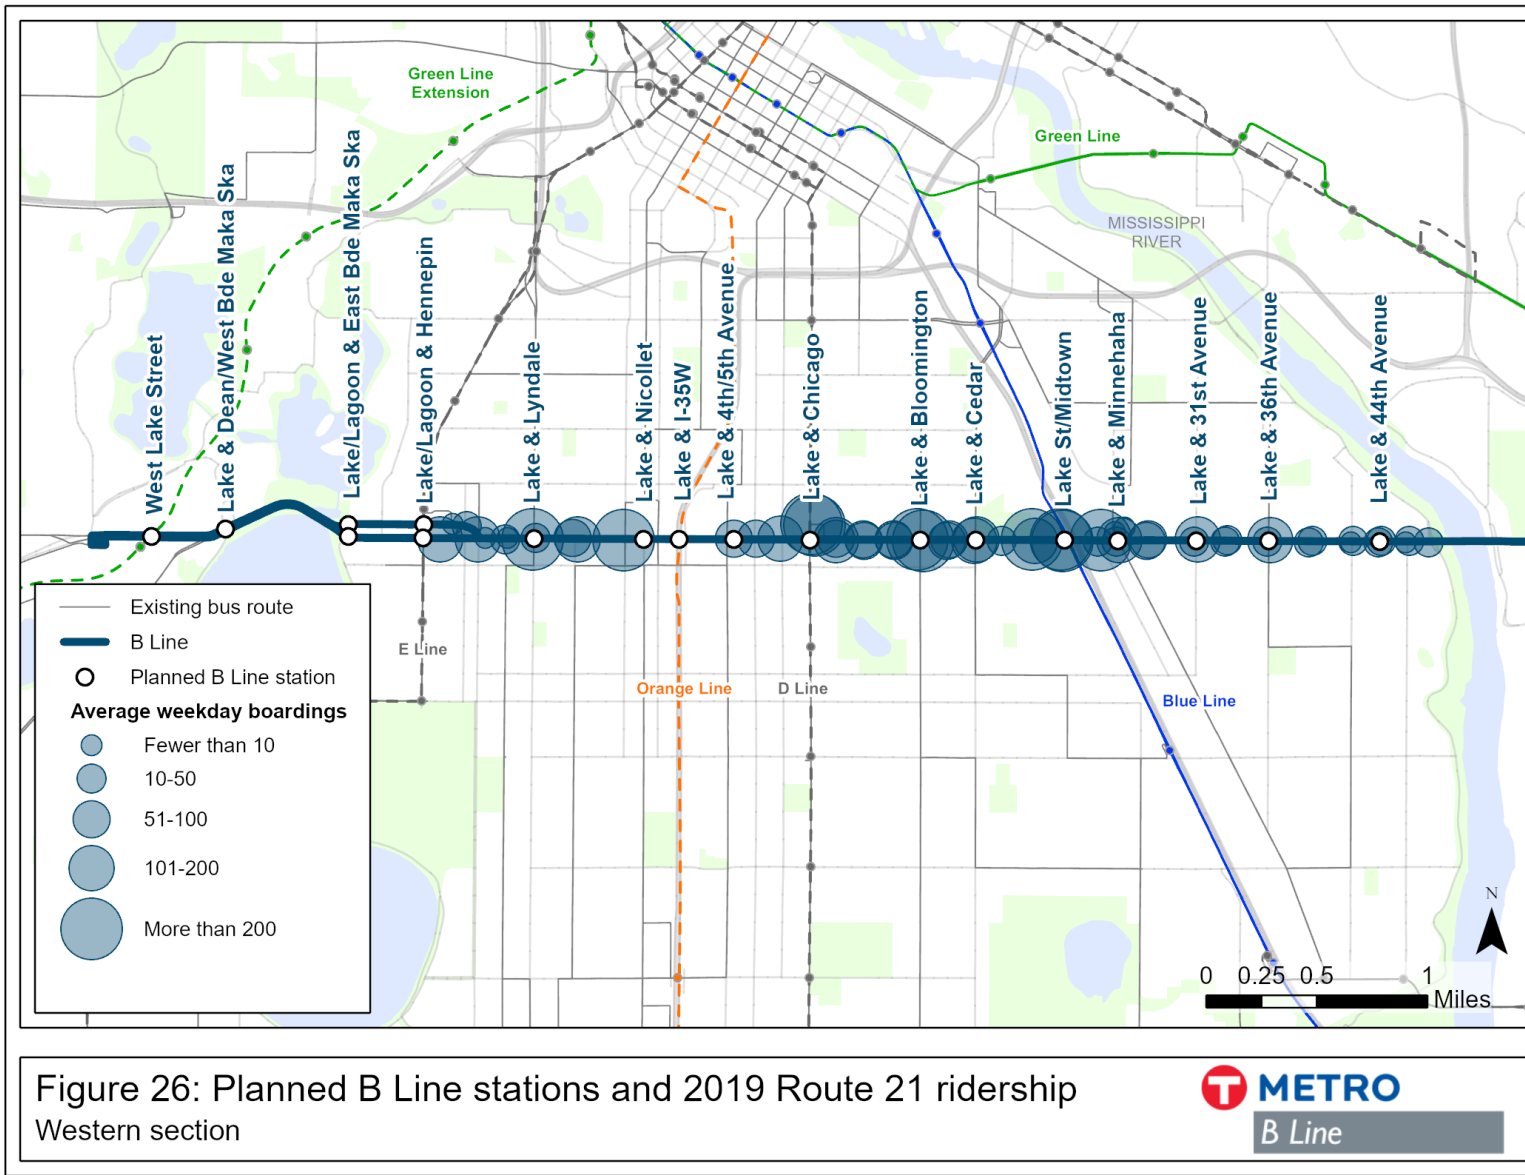 Green Line
Extension
Green Line
MISSISSIPPI
RIVER
West Lake Street
Lake & Dean/West Bde Maka Ska
Lake/Lagoon & East Bde Maka Ska
Lake/Lagoon & Hennepin
Lake & Lyndale
Lake & Nicollet
Lake & I-35W
Lake & 4th/5th Avenue
Lake & Chicago
Lake & Bloomington
Lake & Cedar
Lake St/Midtown
Lake & Minnehaha
Lake & 31st Avenue
Lake & 36th Avenue
Lake & 44th Avenue
E Line
Orange Line
D Line
Blue Line
Existing bus route
B Line
Planned B Line station
Average weekday boardings
Fewer than 10
10-50
51-100
101-200
More than 200
N
0 0.25 0.5 1
Miles
Figure 26: Planned B Line stations and 2019 Route 21 ridership
Western section
T METRO
B Line